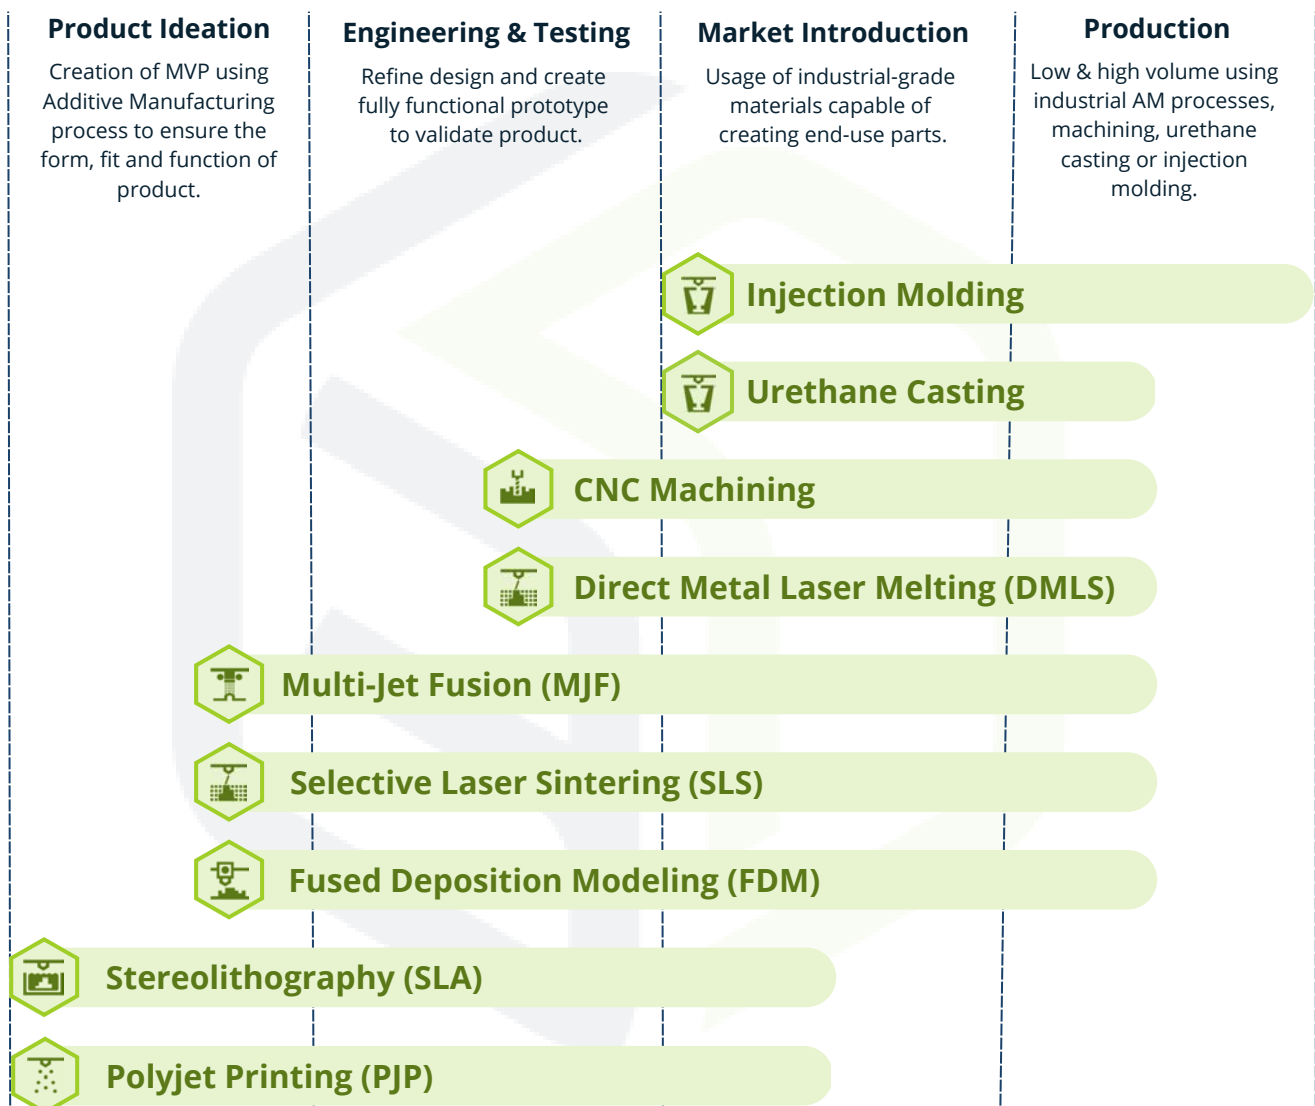 Product Ideation
Creation of MVP using
Additive Manufacturing
process to ensure the
form, fit and function of
product.
Engineering & Testing
Refine design and create
fully functional prototype
to validate product.
Market Introduction
Usage of industrial-grade
materials capable of
creating end-use parts.
Production
Low & high volume using
industrial AM processes,
machining, urethane
casting or injection
molding.
Injection Molding
Urethane Casting
CNC Machining
Direct Metal Laser Melting (DMLS)
Multi-Jet Fusion (MJF)
Selective Laser Sintering (SLS)
Fused Deposition Modeling (FDM)
Stereolithography (SLA)
Polyjet Printing (PJP)